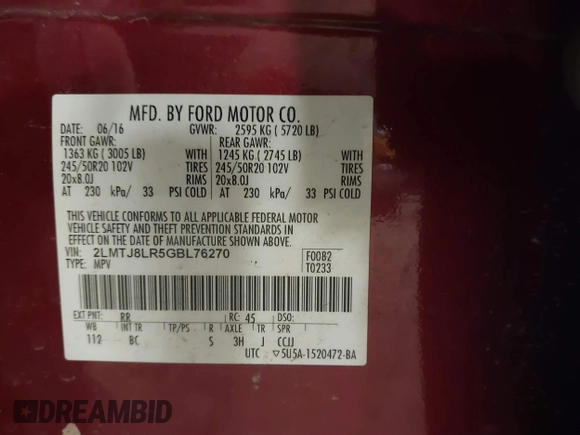 MFD. BY FORD MOTOR CO.
DATE: 06/16 GVWR: 2595 KG ( 5720 LB)
FRONT GAWR: REAR GAWR:
1363 KG ( 3005 LB) WITH 1245 KG ( 2745 LB) WITH
245/50R20 102V TIRES 245/50R20 102V TIRES
20x8.0J RIMS 20x8.0J RIMS
AT 230 kPa/ 33 PSI COLD AT 230 kPa/ 33 PSI COLD
THIS VEHICLE CONFORMS TO ALL APPLICABLE FEDERAL MOTOR
VEHICLE SAFETY AND THEFT PREVENTION STANDARDS IN
EFFECT ON THE DATE OF MANUFACTURE SHOWN ABOVE.
VIN: 2LMTJ8LR5GBL76270 F0082
TYPE: MPV T0233
EXT PNT: RR RC: 45 DSO:
WB INT TR TP/PS R AXLE TR SPR
112 BC S 3H J CCJJ
UTC ▽5U5A-1520472-BA
DREAMBID